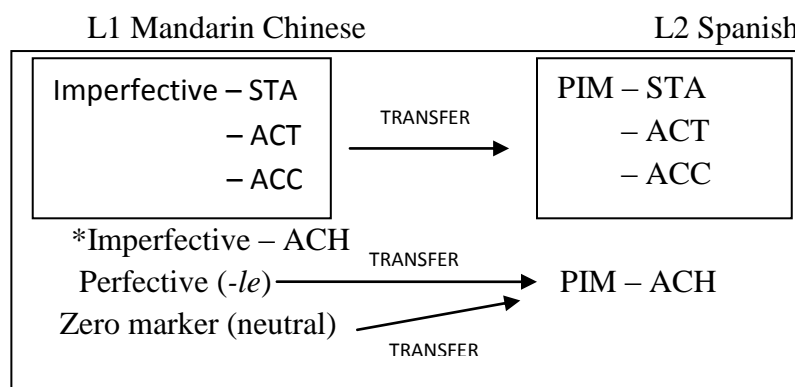 L1 Mandarin Chinese L2 Spanish
Imperfective – STA PIM – STA
TRANSFER
– ACT – ACT
– ACC – ACC
*Imperfective – ACH
TRANSFER
Perfective (-le) PIM – ACH
Zero marker (neutral)
TRANSFER